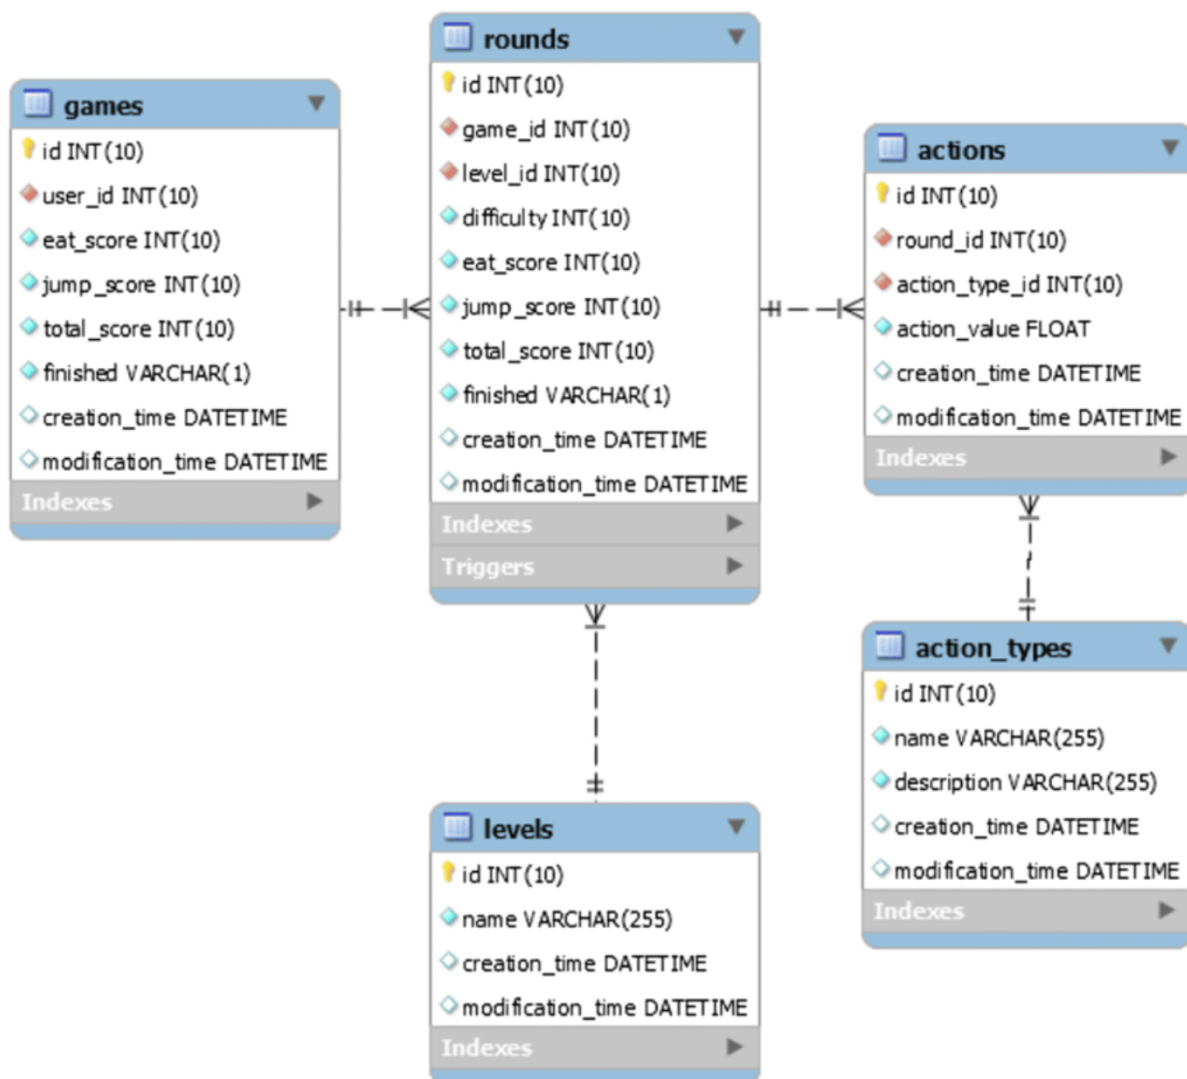 games
id INT(10)
user_id INT(10)
eat_score INT(10)
jump_score INT(10)
total_score INT(10)
finished VARCHAR(1)
creation_time DATETIME
modification_time DATETIME
Indexes
rounds
id INT(10)
game_id INT(10)
level_id INT(10)
difficulty INT(10)
eat_score INT(10)
jump_score INT(10)
total_score INT(10)
finished VARCHAR(1)
creation_time DATETIME
modification_time DATETIME
Indexes
Triggers
actions
id INT(10)
round_id INT(10)
action_type_id INT(10)
action_value FLOAT
creation_time DATETIME
modification_time DATETIME
Indexes
action_types
id INT(10)
name VARCHAR(255)
description VARCHAR(255)
creation_time DATETIME
modification_time DATETIME
Indexes
levels
id INT(10)
name VARCHAR(255)
creation_time DATETIME
modification_time DATETIME
Indexes